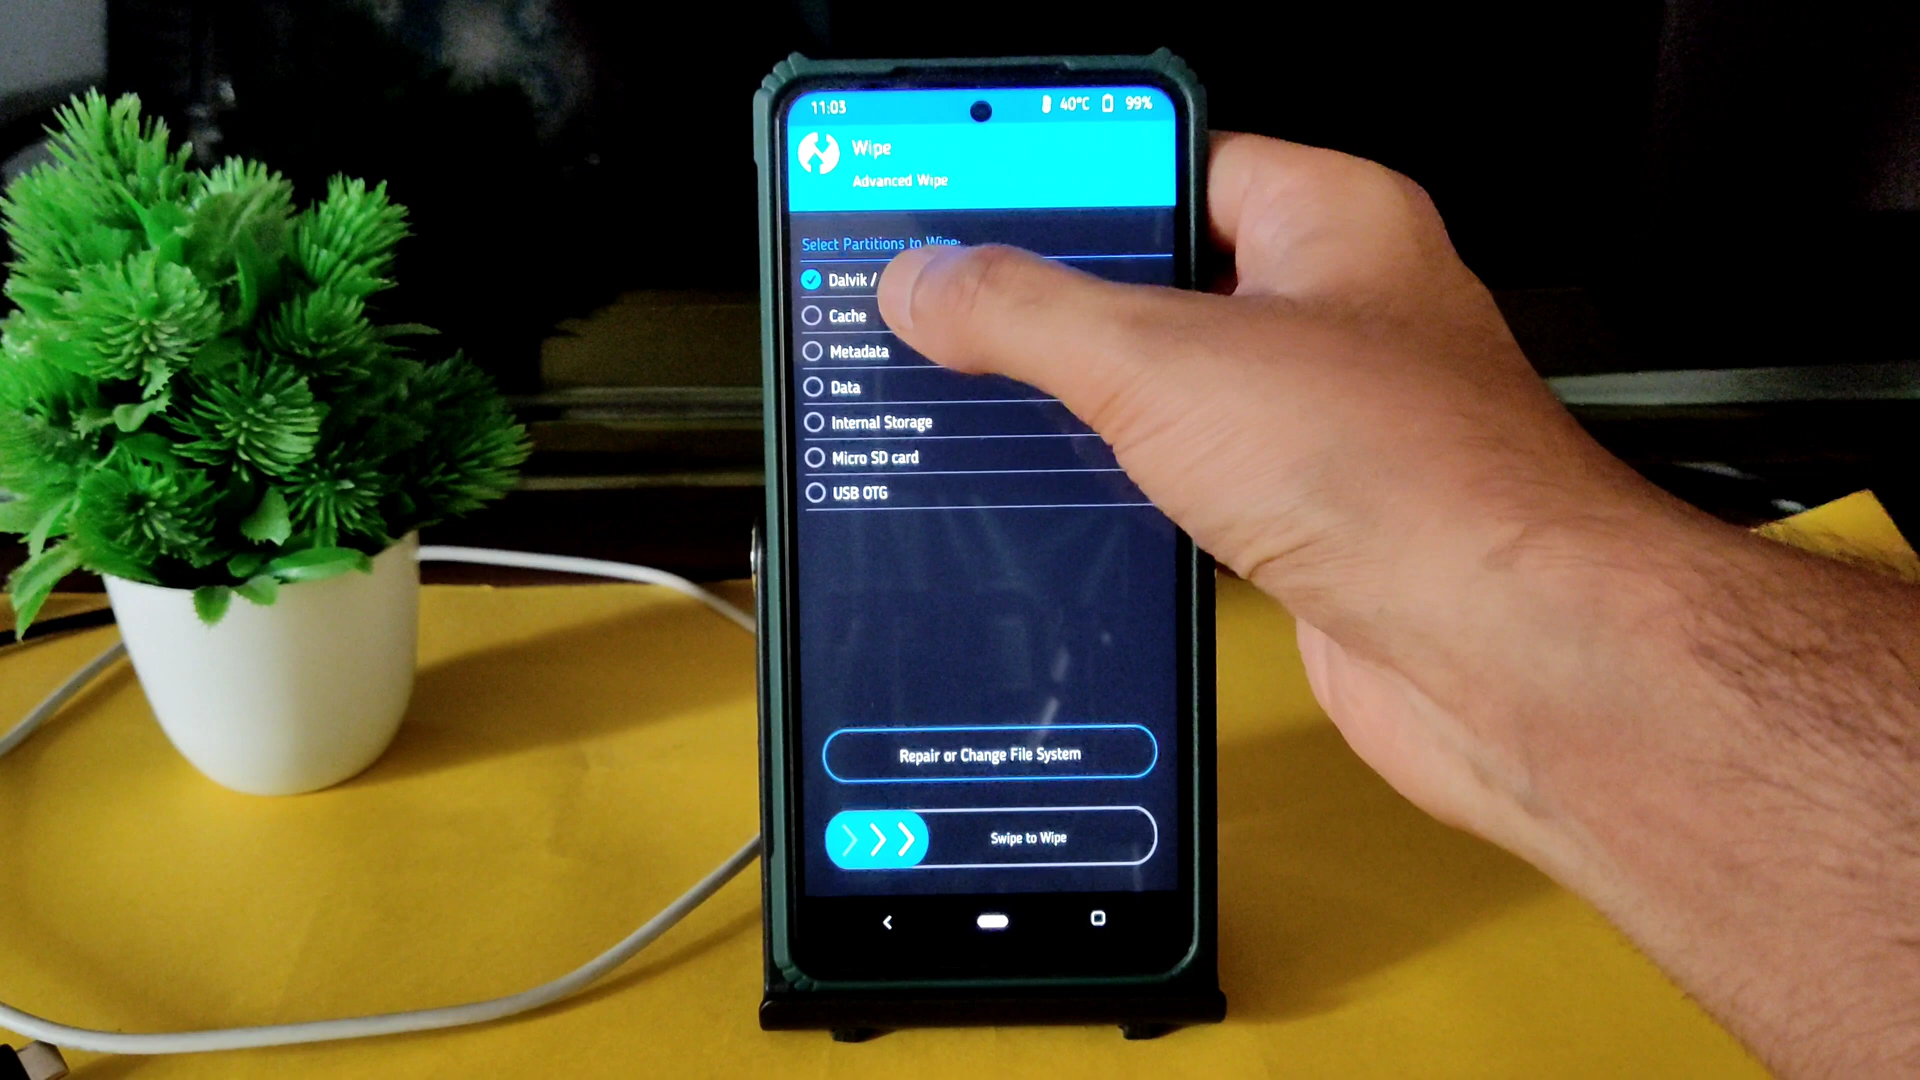 11:03 40°C 99%
Wipe
Advanced Wipe
Select Partitions to Wipe:
Dalvik /
Cache
Metadata
Data
Internal Storage
Micro SD card
USB OTG
Repair or Change File System
Swipe to Wipe